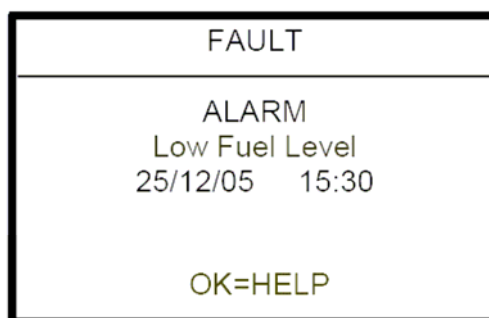 FAULT
ALARM
Low Fuel Level
25/12/05 15:30
OK=HELP